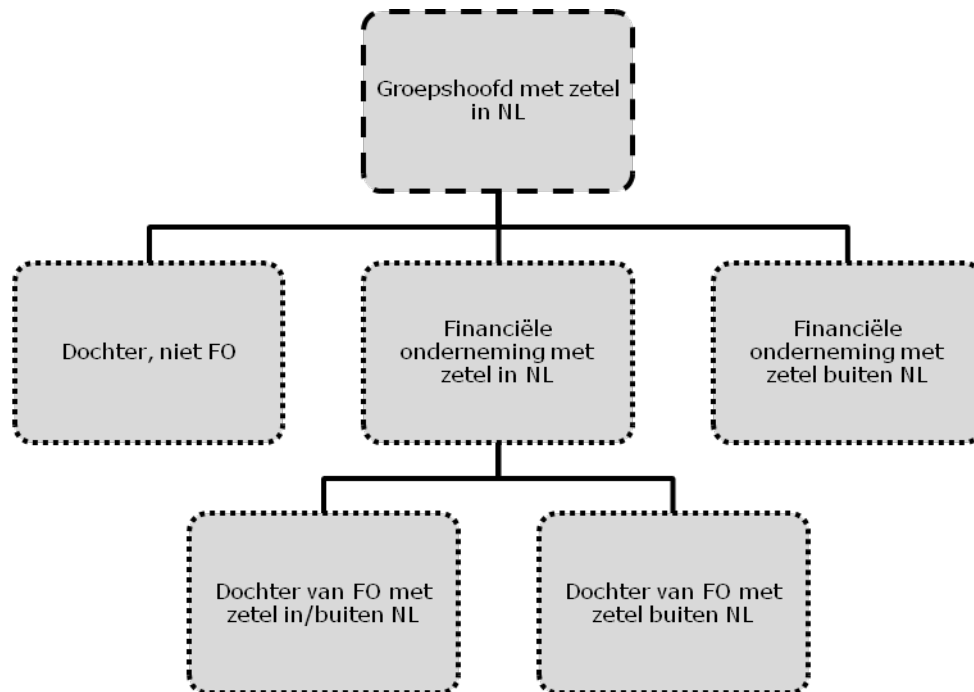 Groepshoofd met zetel
in NL
Dochter, niet FO
Financiële
onderneming met
zetel in NL
Financiële
onderneming met
zetel buiten NL
Dochter van FO met
zetel in/buiten NL
Dochter van FO met
zetel buiten NL